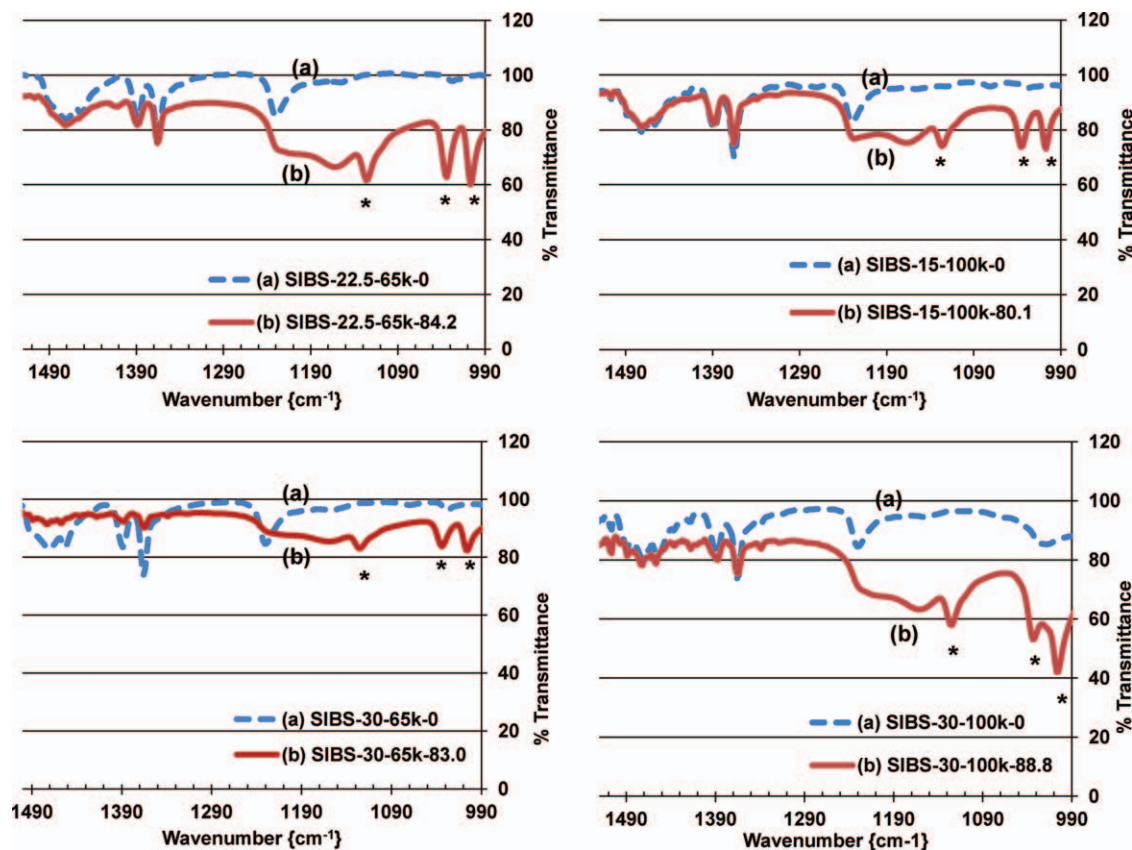 120
100
80
60
40
20
0
% Transmittance
(a)
(b)
*
*
*
(a) SIBS-22.5-65k-0
(b) SIBS-22.5-65k-84.2
1490 1390 1290 1190 1090 990
Wavenumber {cm-1}
120
100
80
60
40
20
0
% Transmittance
(a)
(b)
*
*
*
(a) SIBS-15-100k-0
(b) SIBS-15-100k-80.1
1490 1390 1290 1190 1090 990
Wavenumber {cm-1}
120
100
80
60
40
20
0
% Transmittance
(a)
(b)
*
*
*
(a) SIBS-30-65k-0
(b) SIBS-30-65k-83.0
1490 1390 1290 1190 1090 990
Wavenumber {cm-1}
120
100
80
60
40
20
0
% Transmittance
(a)
(b)
*
*
*
(a) SIBS-30-100k-0
(b) SIBS-30-100k-88.8
1490 1390 1290 1190 1090 990
Wavenumber {cm-1}